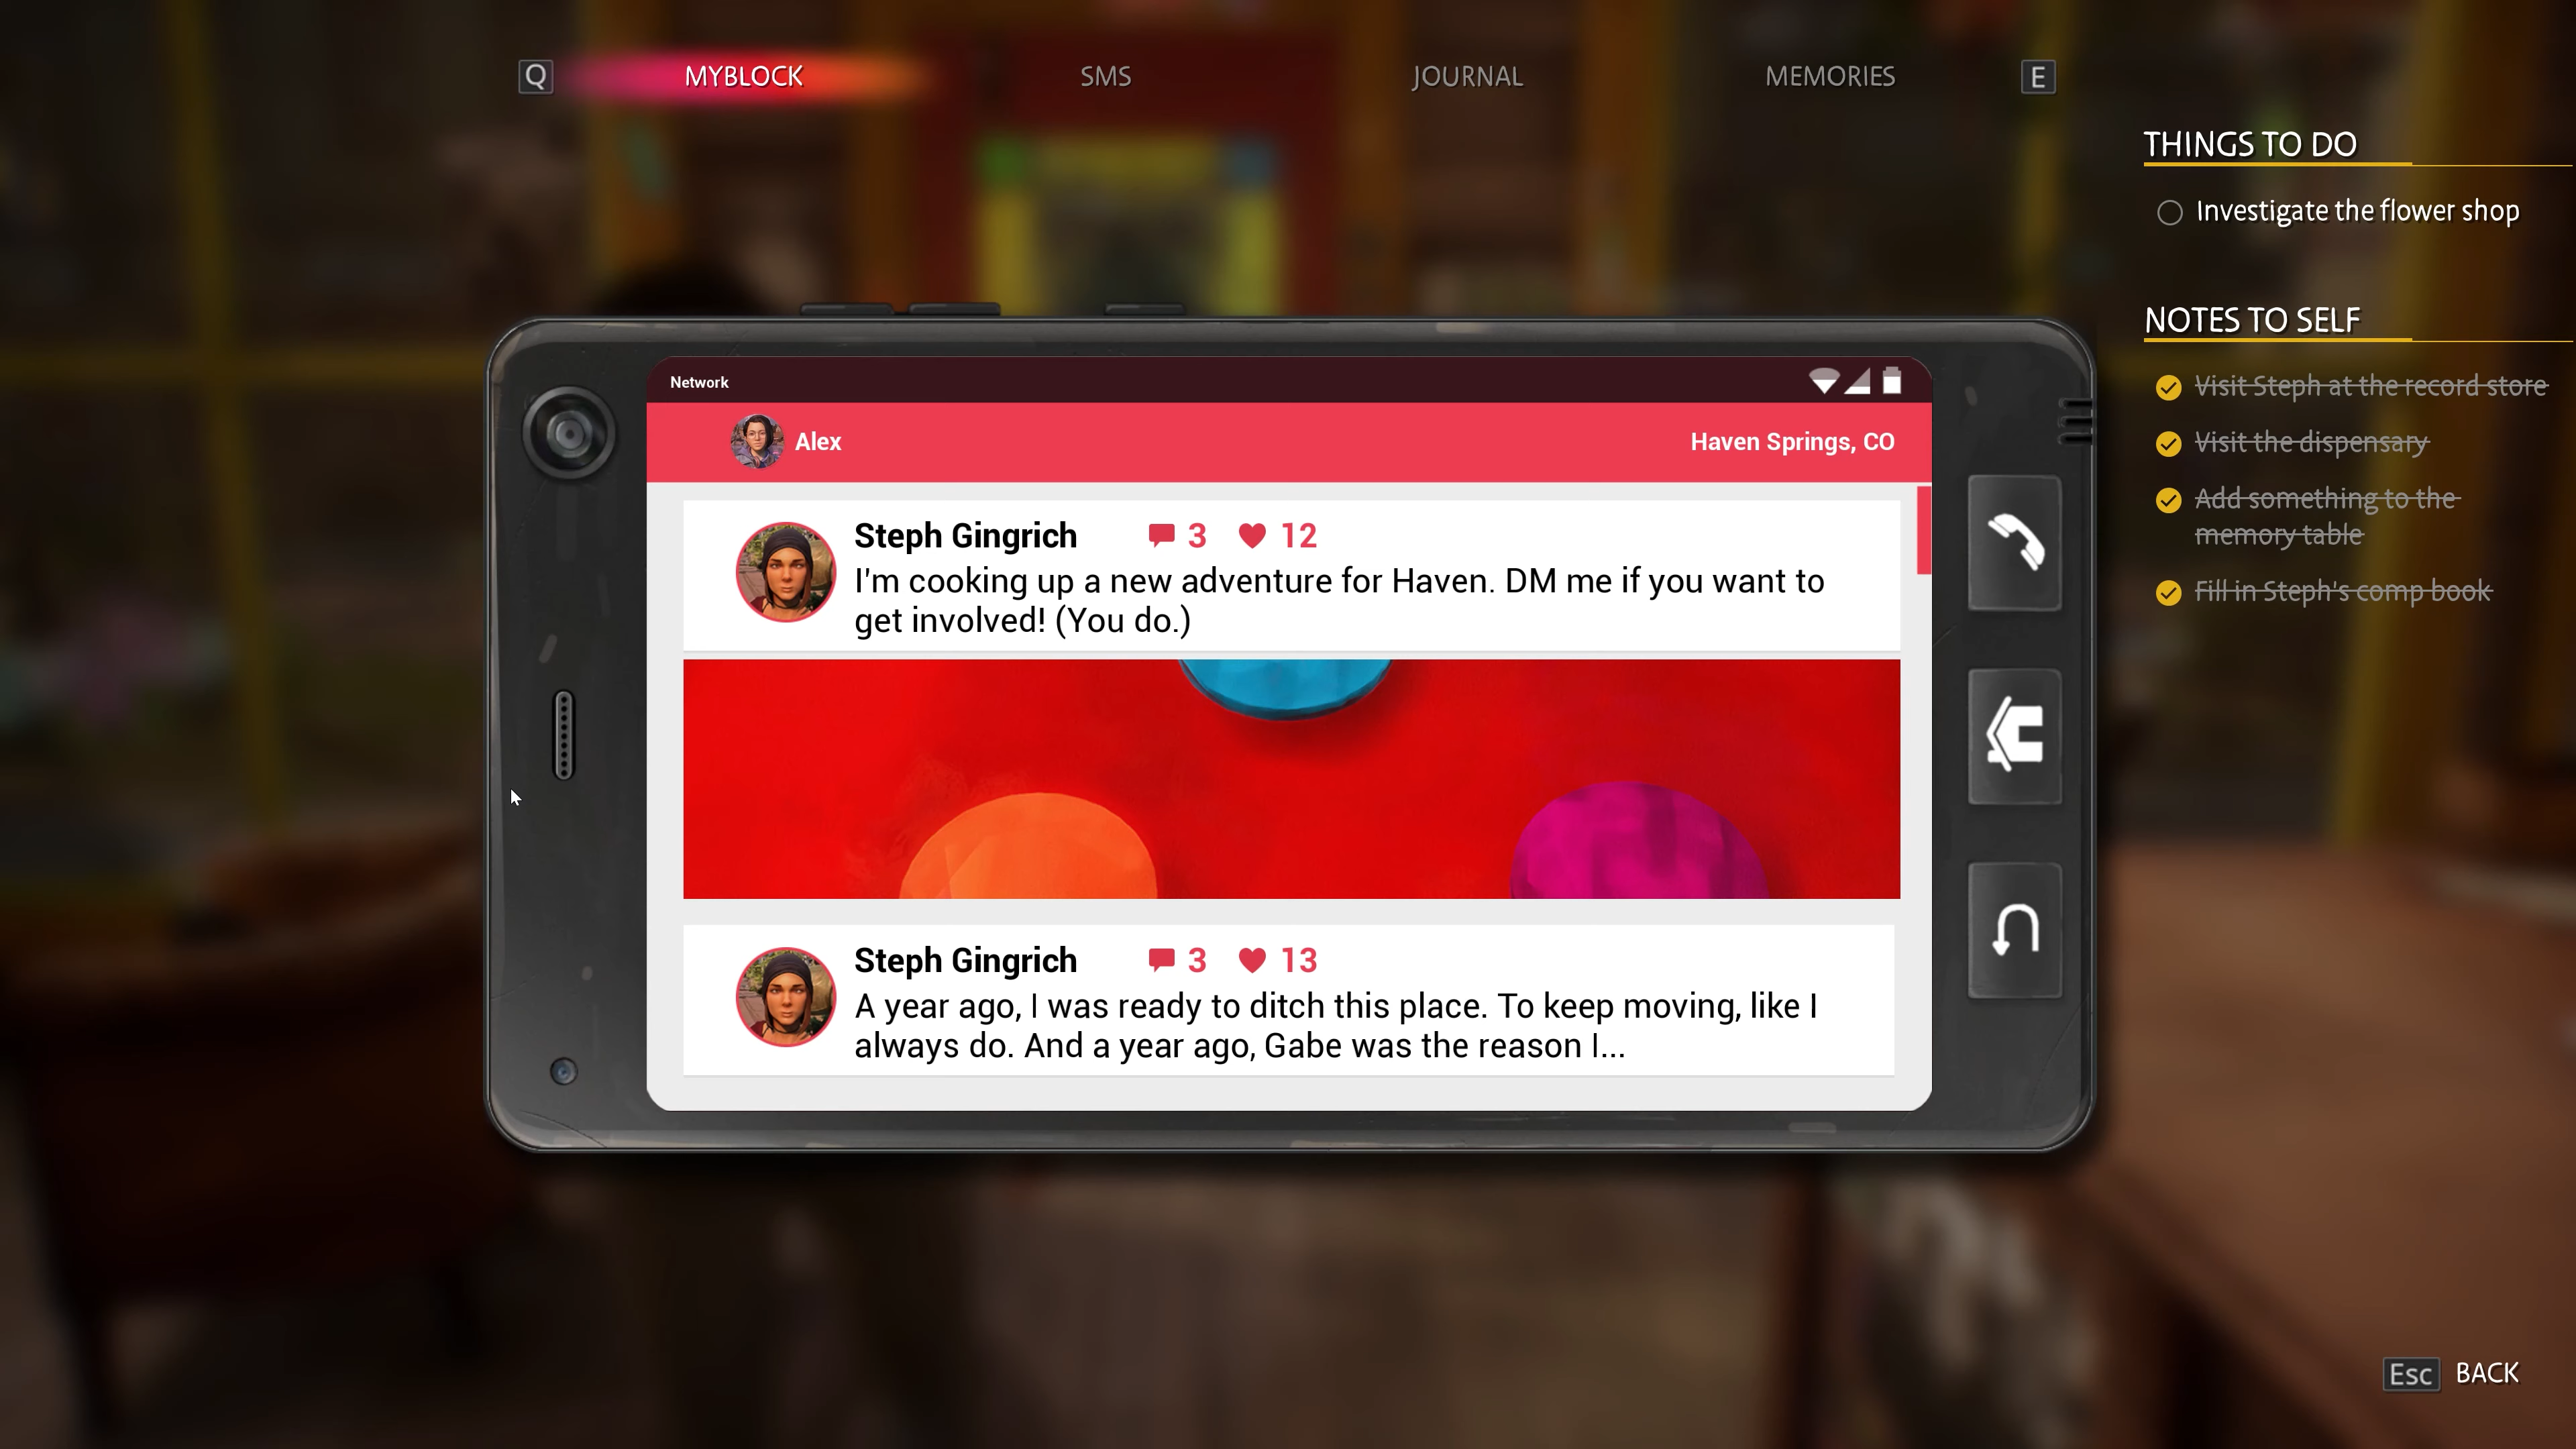 Q MYBLOCK SMS JOURNAL MEMORIES E
THINGS TO DO
Investigate the flower shop
NOTES TO SELF
Visit Steph at the record store
Visit the dispensary
Add something to the
memory table
Fill in Steph's comp book
Network
Alex Haven Springs, CO
Steph Gingrich 3 12
I'm cooking up a new adventure for Haven. DM me if you want to
get involved! (You do.)
Steph Gingrich 3 13
A year ago, I was ready to ditch this place. To keep moving, like I
always do. And a year ago, Gabe was the reason I...
Esc BACK